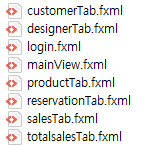 customerTab.fxml
designerTab.fxml
login.fxml
mainView.fxml
productTab.fxml
reservationTab.fxml
salesTab.fxml
totalsalesTab.fxml